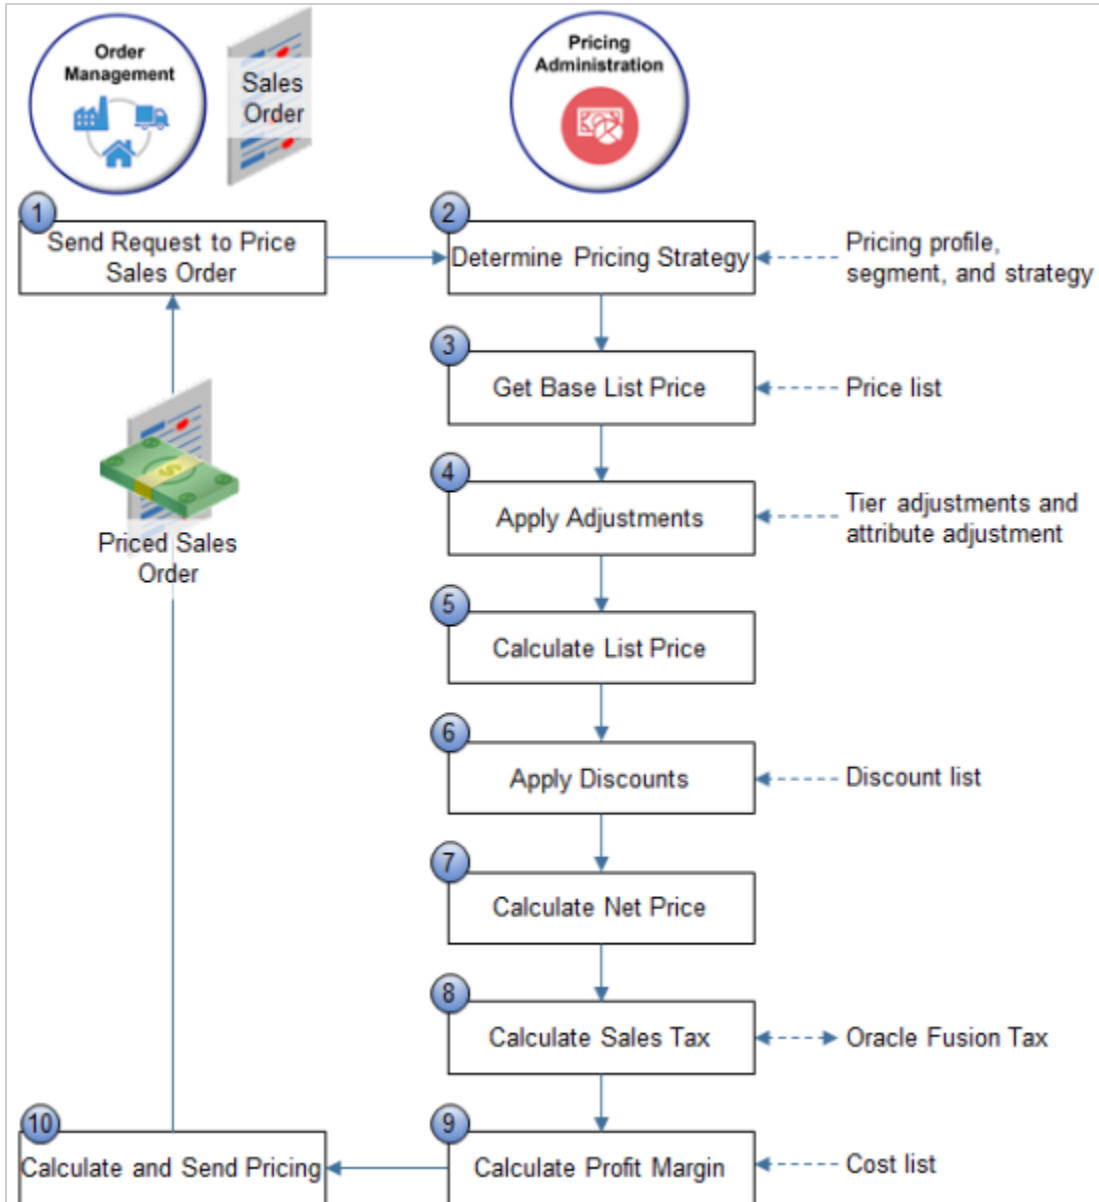 Order
Management
Sales
Order
Pricing
Administration
1
Send Request to Price
Sales Order
2
Determine Pricing Strategy
Pricing profile,
segment, and strategy
3
Get Base List Price
Price list
4
Apply Adjustments
Tier adjustments and
attribute adjustment
$
Priced Sales
Order
5
Calculate List Price
6
Apply Discounts
Discount list
7
Calculate Net Price
8
Calculate Sales Tax
Oracle Fusion Tax
10
Calculate and Send Pricing
9
Calculate Profit Margin
Cost list